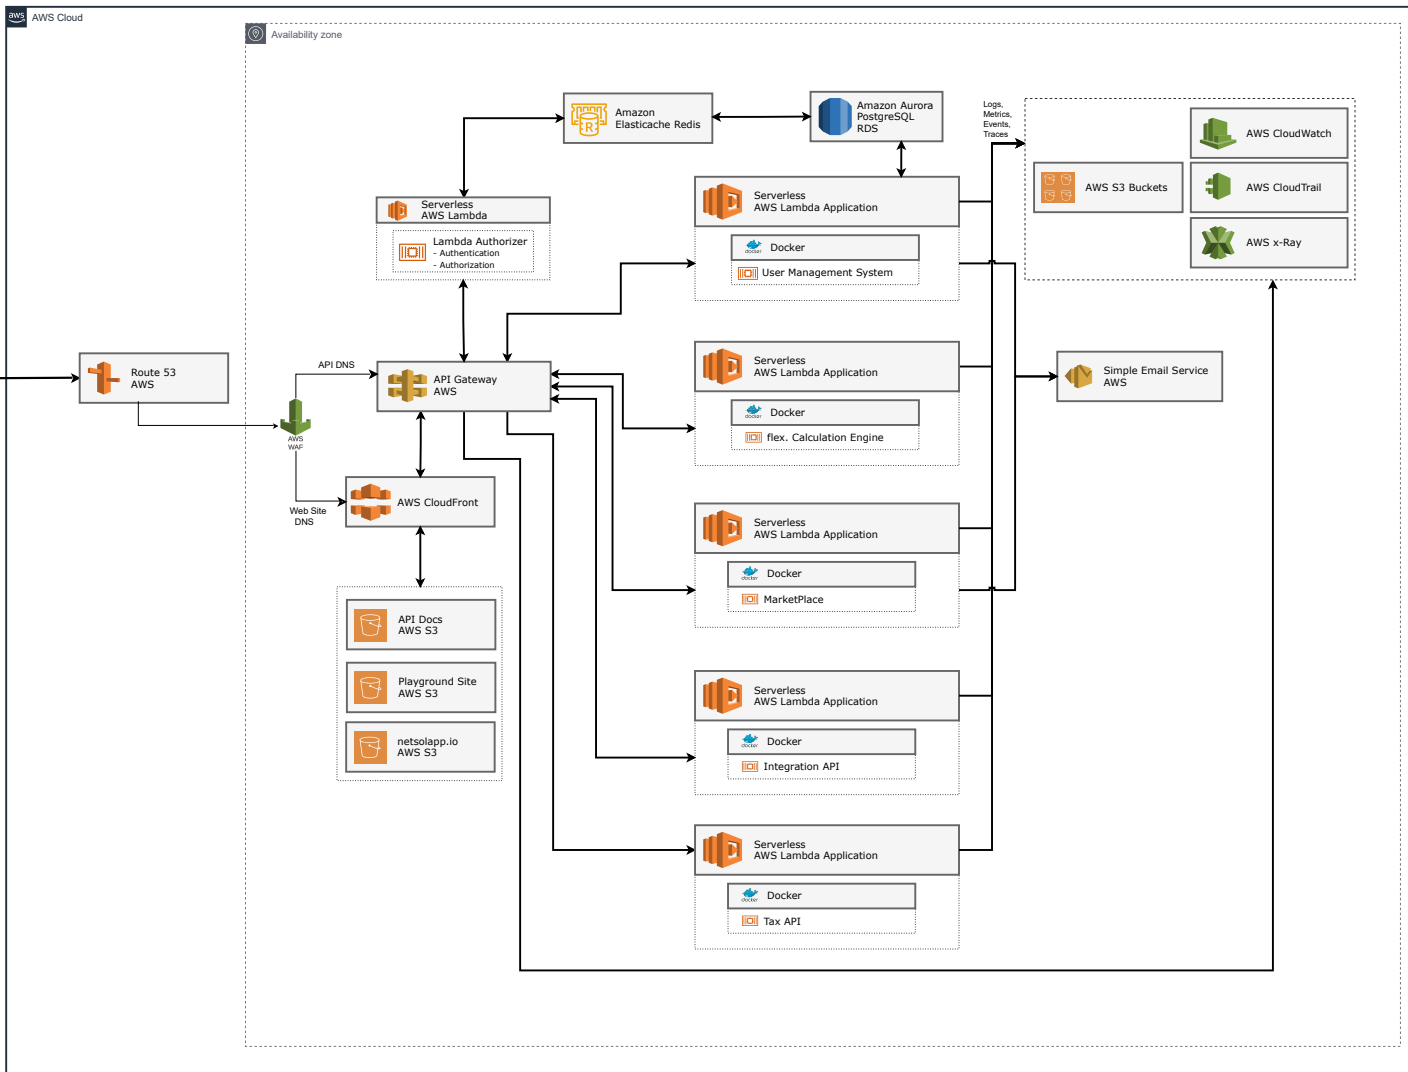 aws
AWS Cloud
Availability zone
Amazon
Elasticache Redis
R
Amazon Aurora
PostgreSQL
RDS
Logs,
Metrics,
Events,
Traces
AWS CloudWatch
AWS S3 Buckets
AWS CloudTrail
AWS x-Ray
Serverless
AWS Lambda
Lambda Authorizer
- Authentication
- Authorization
Serverless
AWS Lambda Application
docker
Docker
User Management System
Route 53
AWS
API DNS
API Gateway
AWS
AWS
WAF
Web Site
DNS
AWS CloudFront
Serverless
AWS Lambda Application
docker
Docker
flex. Calculation Engine
Simple Email Service
AWS
Serverless
AWS Lambda Application
docker
Docker
MarketPlace
API Docs
AWS S3
Playground Site
AWS S3
netsolapp.io
AWS S3
Serverless
AWS Lambda Application
docker
Docker
Integration API
Serverless
AWS Lambda Application
docker
Docker
Tax API